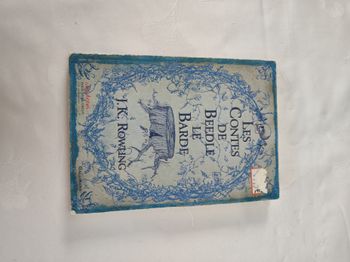 LES
CONTES
DE
BEEDLE
LE
BARDE
J.K. ROWLING